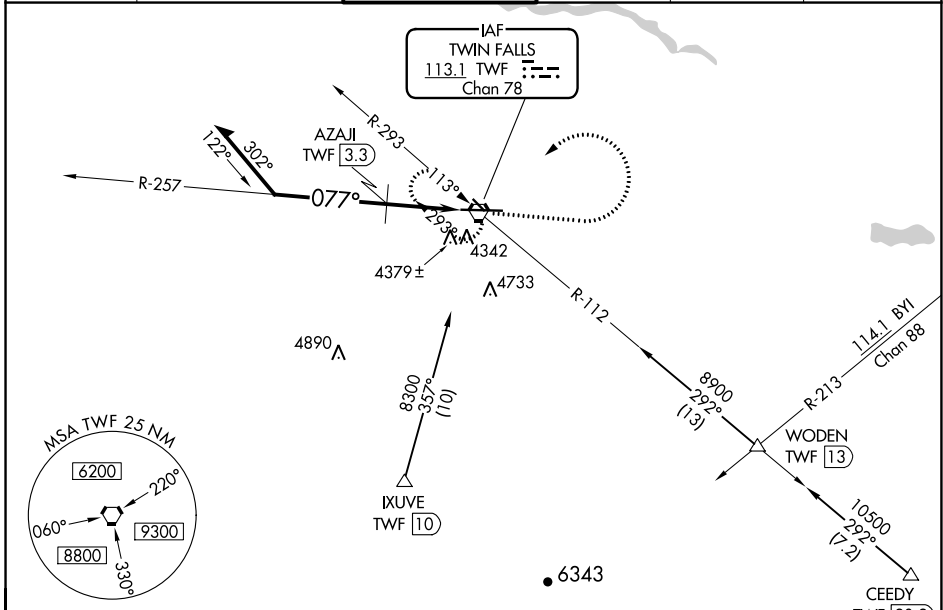 IAF
TWIN FALLS
113.1 TWF
Chan 78
R-293
AZAJI
TWF 3.3
302°
122°
R-257
077°
113°
293°
4342
4379 ±
4733
R-112
4890
114.1 BYI
Chan 88
R-213
8300
357°
(10)
8900
292°
(13)
WODEN
TWF 13
MSA TWF 25 NM
6200
220°
060°
9300
8800
330°
IXUVE
TWF 10
10500
292°
(7.2)
6343
CEEDY